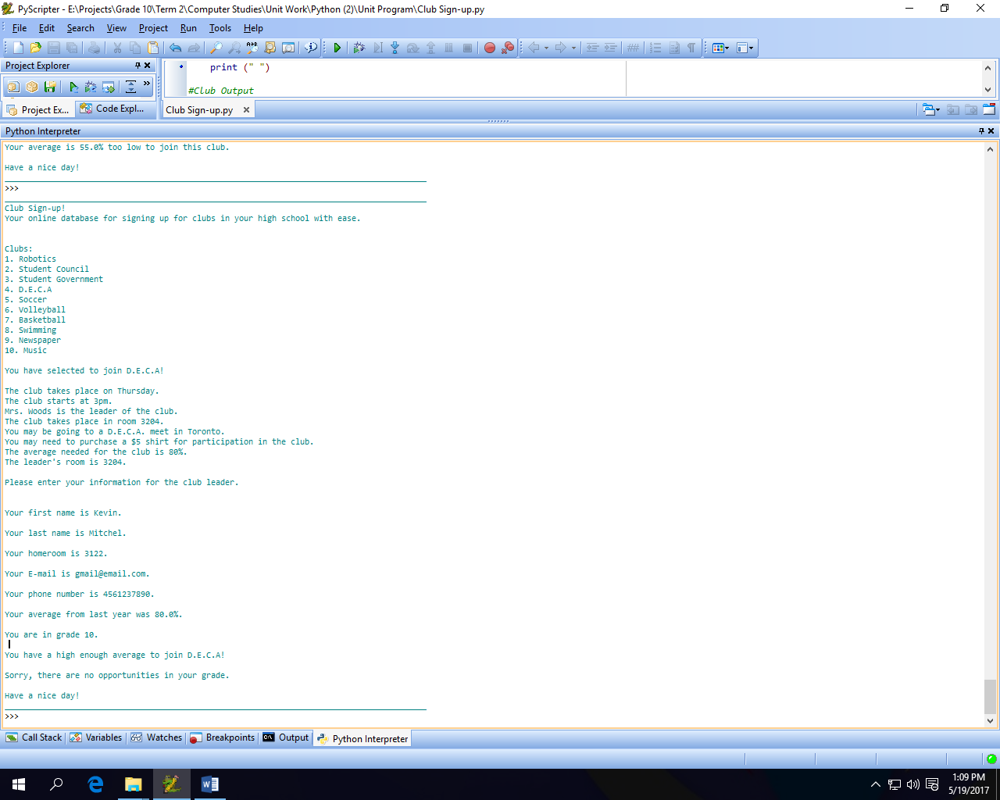 PyScripter - E:\Projects\Grade 10\Term 2\Computer Studies\Unit Work\Python (2)\Unit Program\Club Sign-up.py
File Edit Search View Project Run Tools Help
Project Explorer
print (" ")
#Club Output
Project Ex... Code Expl... Club Sign-up.py
Python Interpreter
Your average is 55.0% too low to join this club.
Have a nice day!
>>>
Club Sign-up!
Your online database for signing up for clubs in your high school with ease.
Clubs:
1. Robotics
2. Student Council
3. Student Government
4. D.E.C.A
5. Soccer
6. Volleyball
7. Basketball
8. Swimming
9. Newspaper
10. Music
You have selected to join D.E.C.A!
The club takes place on Thursday.
The club starts at 3pm.
Mrs. Woods is the leader of the club.
The club takes place in room 3204.
You may be going to a D.E.C.A. meet in Toronto.
You may need to purchase a $5 shirt for participation in the club.
The average needed for the club is 80%.
The leader's room is 3204.
Please enter your information for the club leader.
Your first name is Kevin.
Your last name is Mitchel.
Your homeroom is 3122.
Your E-mail is gmail@email.com.
Your phone number is 4561237890.
Your average from last year was 80.0%.
You are in grade 10.
You have a high enough average to join D.E.C.A!
Sorry, there are no opportunities in your grade.
Have a nice day!
>>>
Call Stack Variables Watches Breakpoints Output Python Interpreter
1:09 PM
5/19/2017